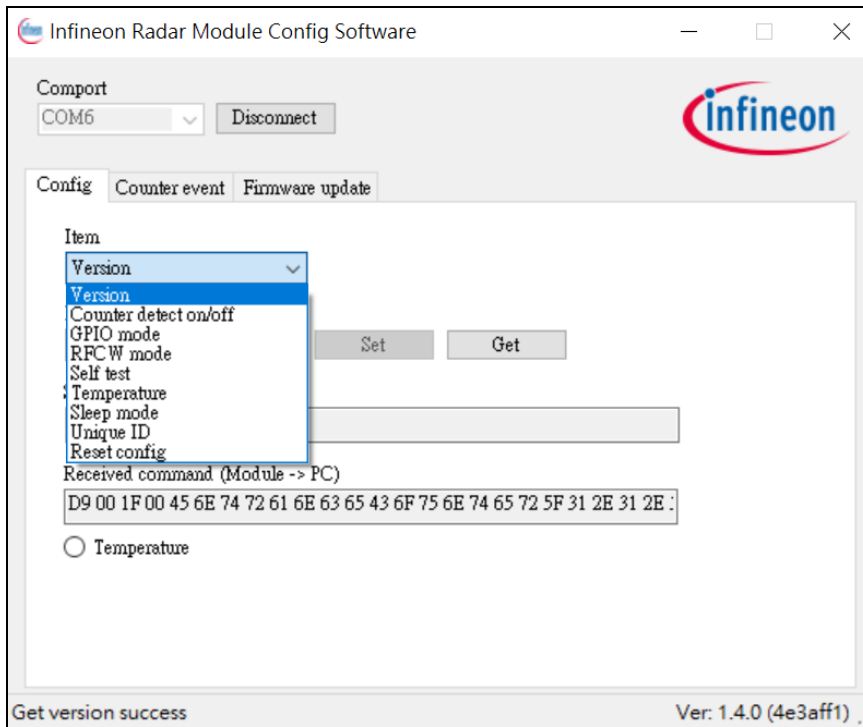 Infineon Radar Module Config Software
Comport
COM6
Disconnect
infineon
Config
Counter event
Firmware update
Item
Version
Version
Counter detect on/off
GPIO mode
RFCW mode
Self test
Temperature
Sleep mode
Unique ID
Reset config
Set
Get
Received command (Module -> PC)
D9 00 1F 00 45 6E 74 72 61 6E 63 65 43 6F 75 6E 74 65 72 5F 31 2E 31 2E
Temperature
Get version success
Ver: 1.4.0 (4e3aff1)